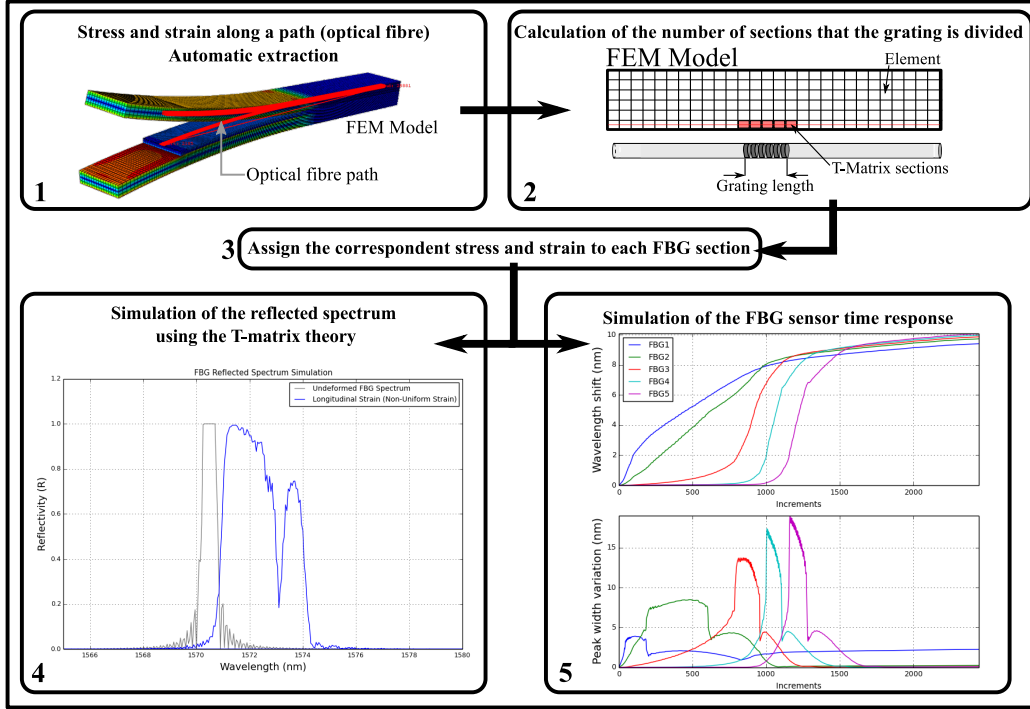 Stress and strain along a path (optical fibre)
Automatic extraction
FEM Model
Optical fibre path
1
Calculation of the number of sections that the grating is divided
FEM Model
Element
T-Matrix sections
Grating length
2
3
Assign the correspondent stress and strain to each FBG section
Simulation of the reflected spectrum
using the T-matrix theory
FBG Reflected Spectrum Simulation
Undeformed FBG Spectrum
Longitudinal Strain (Non-Uniform Strain)
Reflectivity (R)
1.2
1.0
0.8
0.6
0.4
0.2
0.0
1566 1568 1570 1572 1574 1576 1578 1580
Wavelength (nm)
4
Simulation of the FBG sensor time response
Wavelength shift (nm)
10
8
6
4
2
0
FBG1
FBG2
FBG3
FBG4
FBG5
0 500 1000 1500 2000
Increments
Peak width variation (nm)
15
10
5
0
0 500 1000 1500 2000
Increments
5